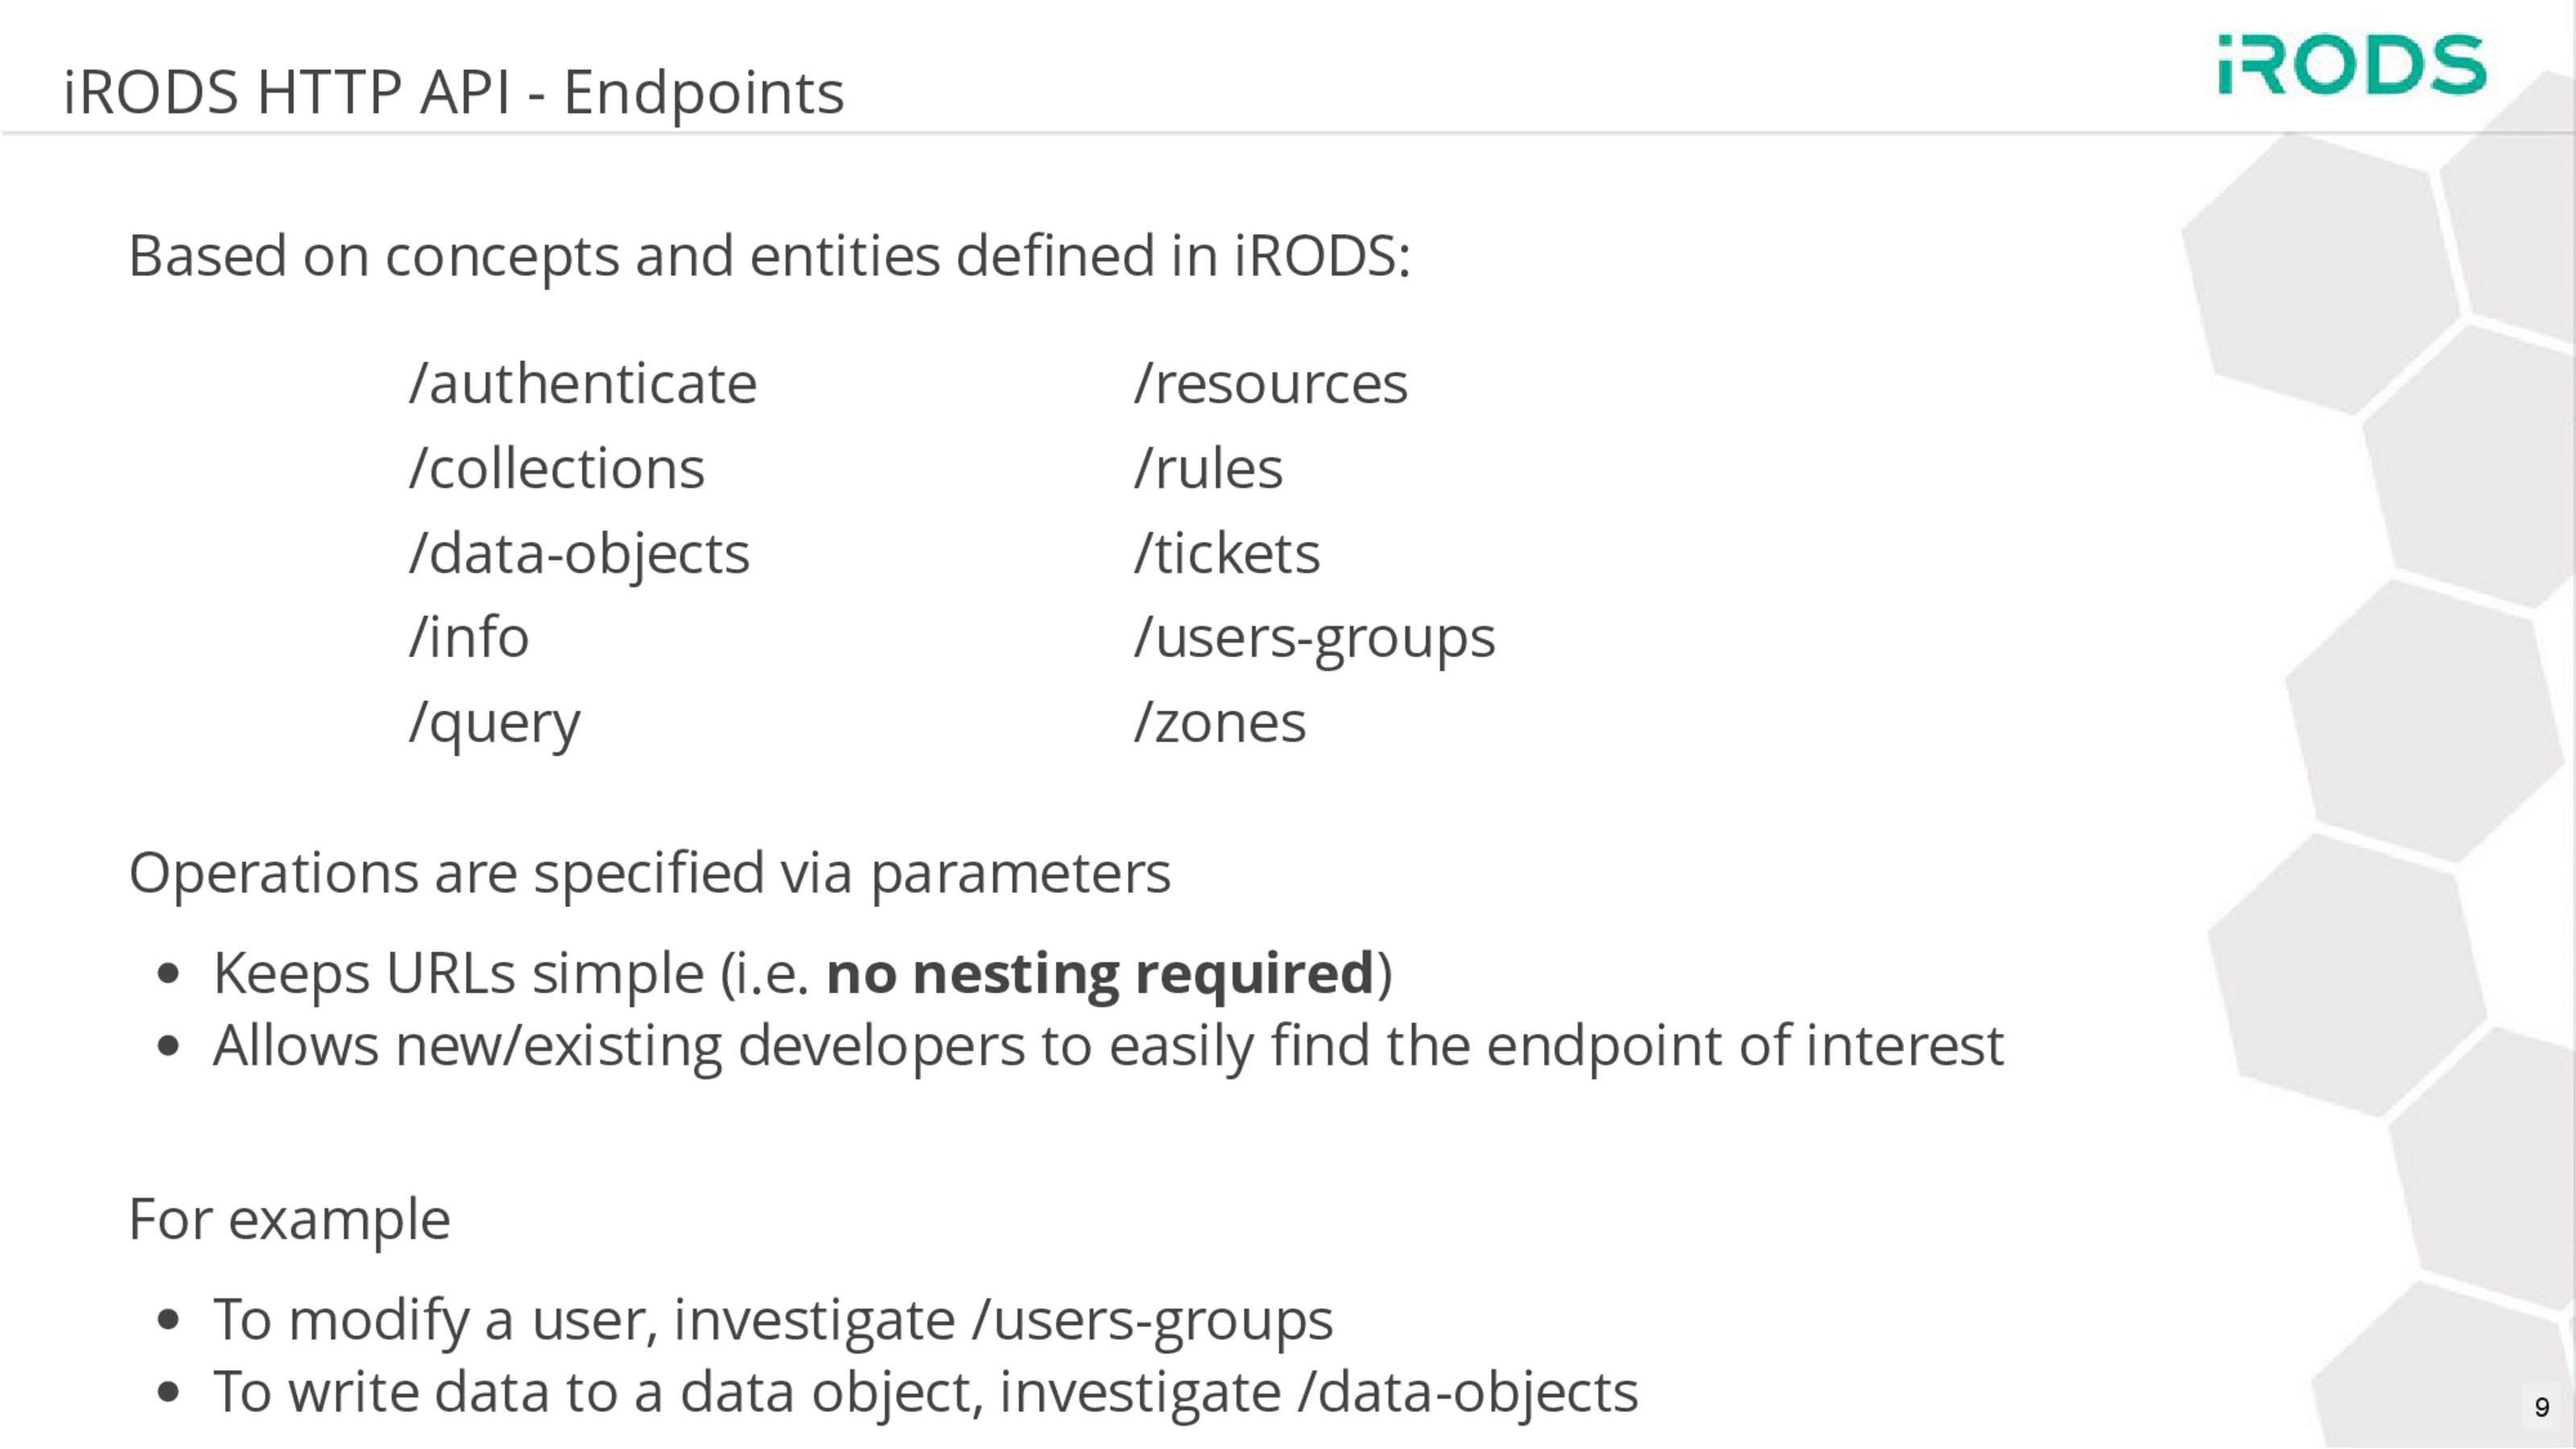 iRODS HTTP API - Endpoints
iRODS
Based on concepts and entities defined in iRODS:
/authenticate
/collections
/data-objects
/info
/query
/resources
/rules
/tickets
/users-groups
/zones
Operations are specified via parameters
• Keeps URLs simple (i.e. no nesting required)
• Allows new/existing developers to easily find the endpoint of interest
For example
• To modify a user, investigate /users-groups
• To write data to a data object, investigate /data-objects
9